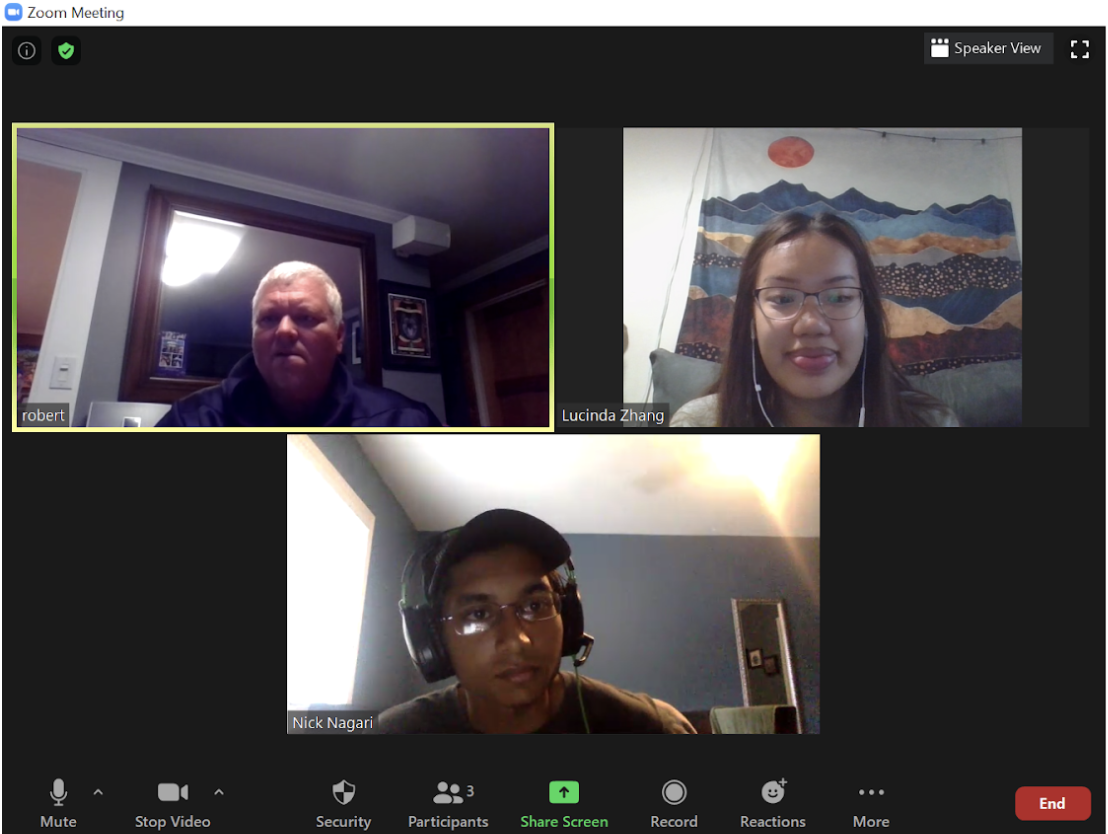 Zoom Meeting
Speaker View
robert
Lucinda Zhang
Nick Nagari
Mute
Stop Video
Security
Participants
3
Share Screen
Record
Reactions
More
End